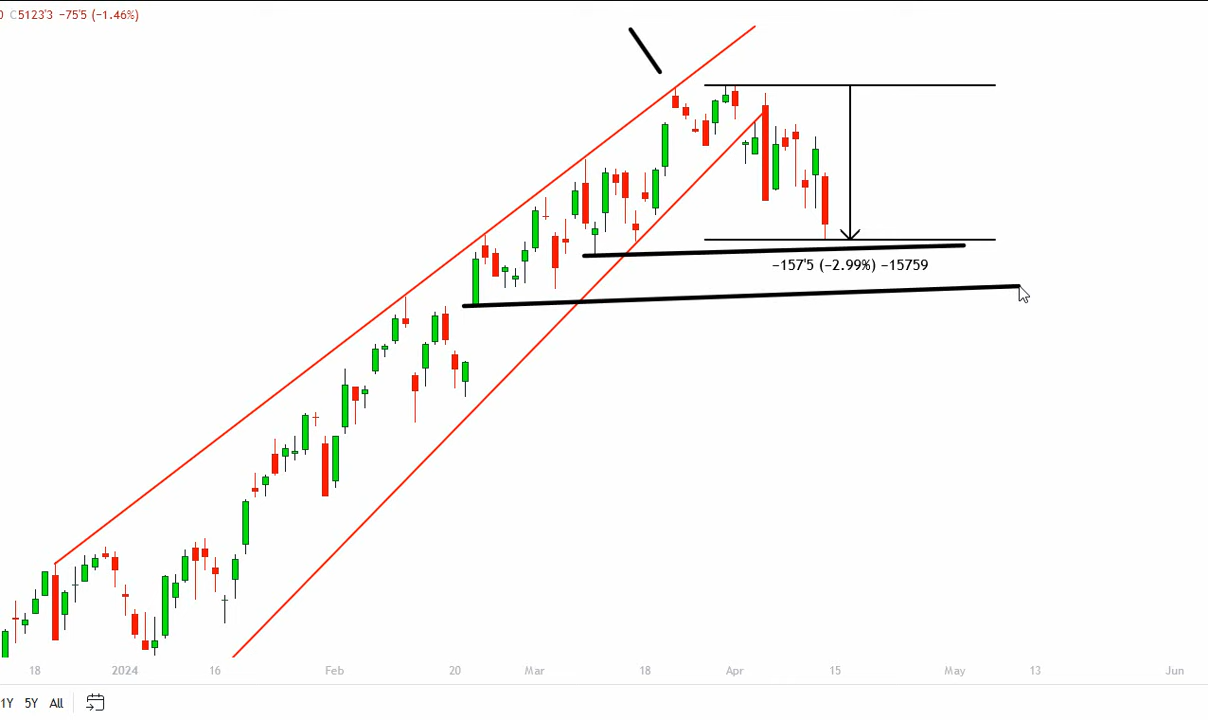 0 C5123'3 −75'5 (−1.46%)
−157'5 (−2.99%) −15759
18 2024 16 Feb 20 Mar 18 Apr 15 May 13 Jun
1Y 5Y All